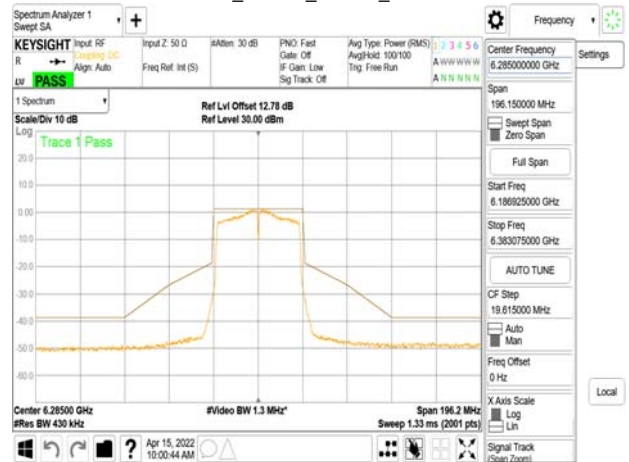 Spectrum Analyzer 1
Swept SA
Frequency
KEYSIGHT Input: RF
Coupling: DC
Align: Auto
R
LW PASS
Input Z: 50 Ω
Freq Ref: Int (S)
#Atten: 30 dB
PNO: Fast
Gate: Off
IF Gain: Low
Sig Track: Off
Avg Type: Power (RMS)
Avg|Hold: 100/100
Trig: Free Run
1 2 3 4 5 6
A W W W W W
A N N N N N
1 Spectrum
Scale/Div 10 dB
Ref Lvl Offset 12.78 dB
Ref Level 30.00 dBm
Log
Trace 1 Pass
20.0
10.0
0.00
-10.0
-20.0
-30.0
-40.0
-50.0
-60.0
Center 6.28500 GHz
#Res BW 430 kHz
#Video BW 1.3 MHz*
Span 196.2 MHz
Sweep 1.33 ms (2001 pts)
Apr 15, 2022
10:00:44 AM
Center Frequency
6.285000000 GHz
Settings
Span
196.150000 MHz
Swept Span
Zero Span
Full Span
Start Freq
6.186925000 GHz
Stop Freq
6.383075000 GHz
AUTO TUNE
CF Step
19.615000 MHz
Auto
Man
Freq Offset
0 Hz
X Axis Scale
Log
Lin
Local
Signal Track
(Span Zoom)